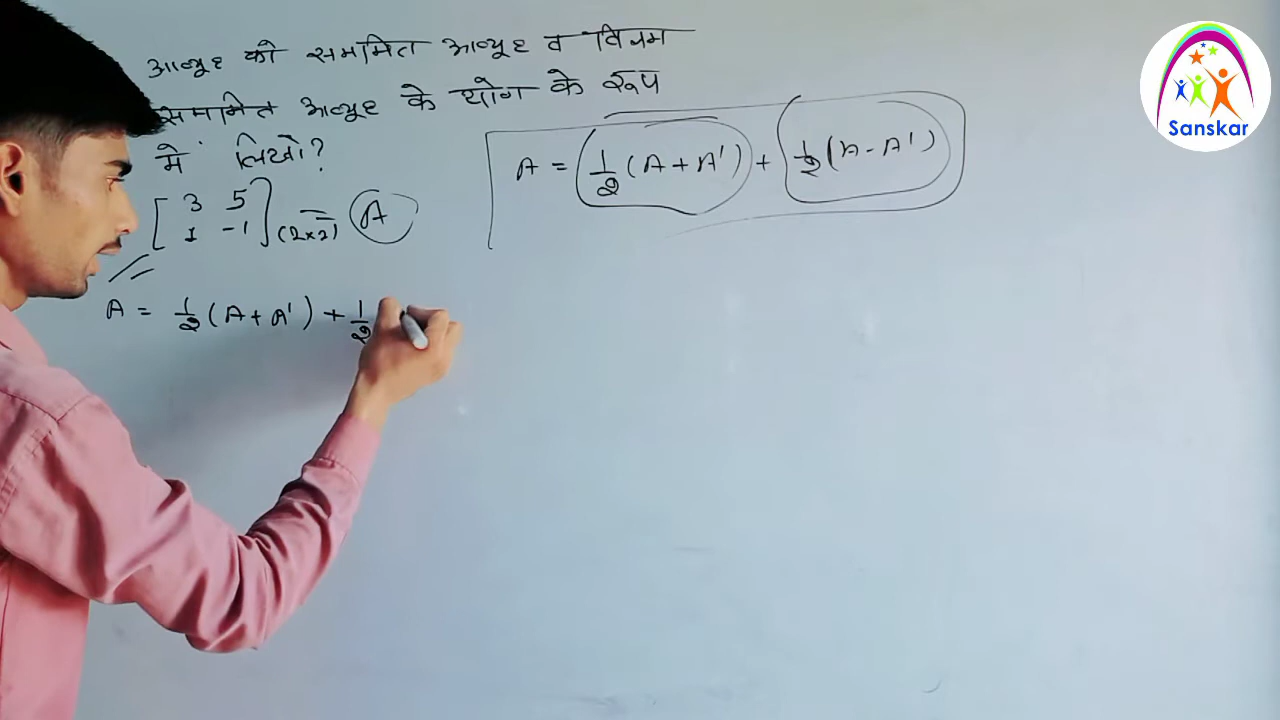 आव्यूह को सममित आव्यूह व विषम
सममित आव्यूह के योग के रूप
में लिखो?
A = 1/2 (A + A') + 1/2 (A - A')
[ 3 5
1 -1 ] (2×2) = A
A = 1/2 (A + A') + 1/2
Sanskar